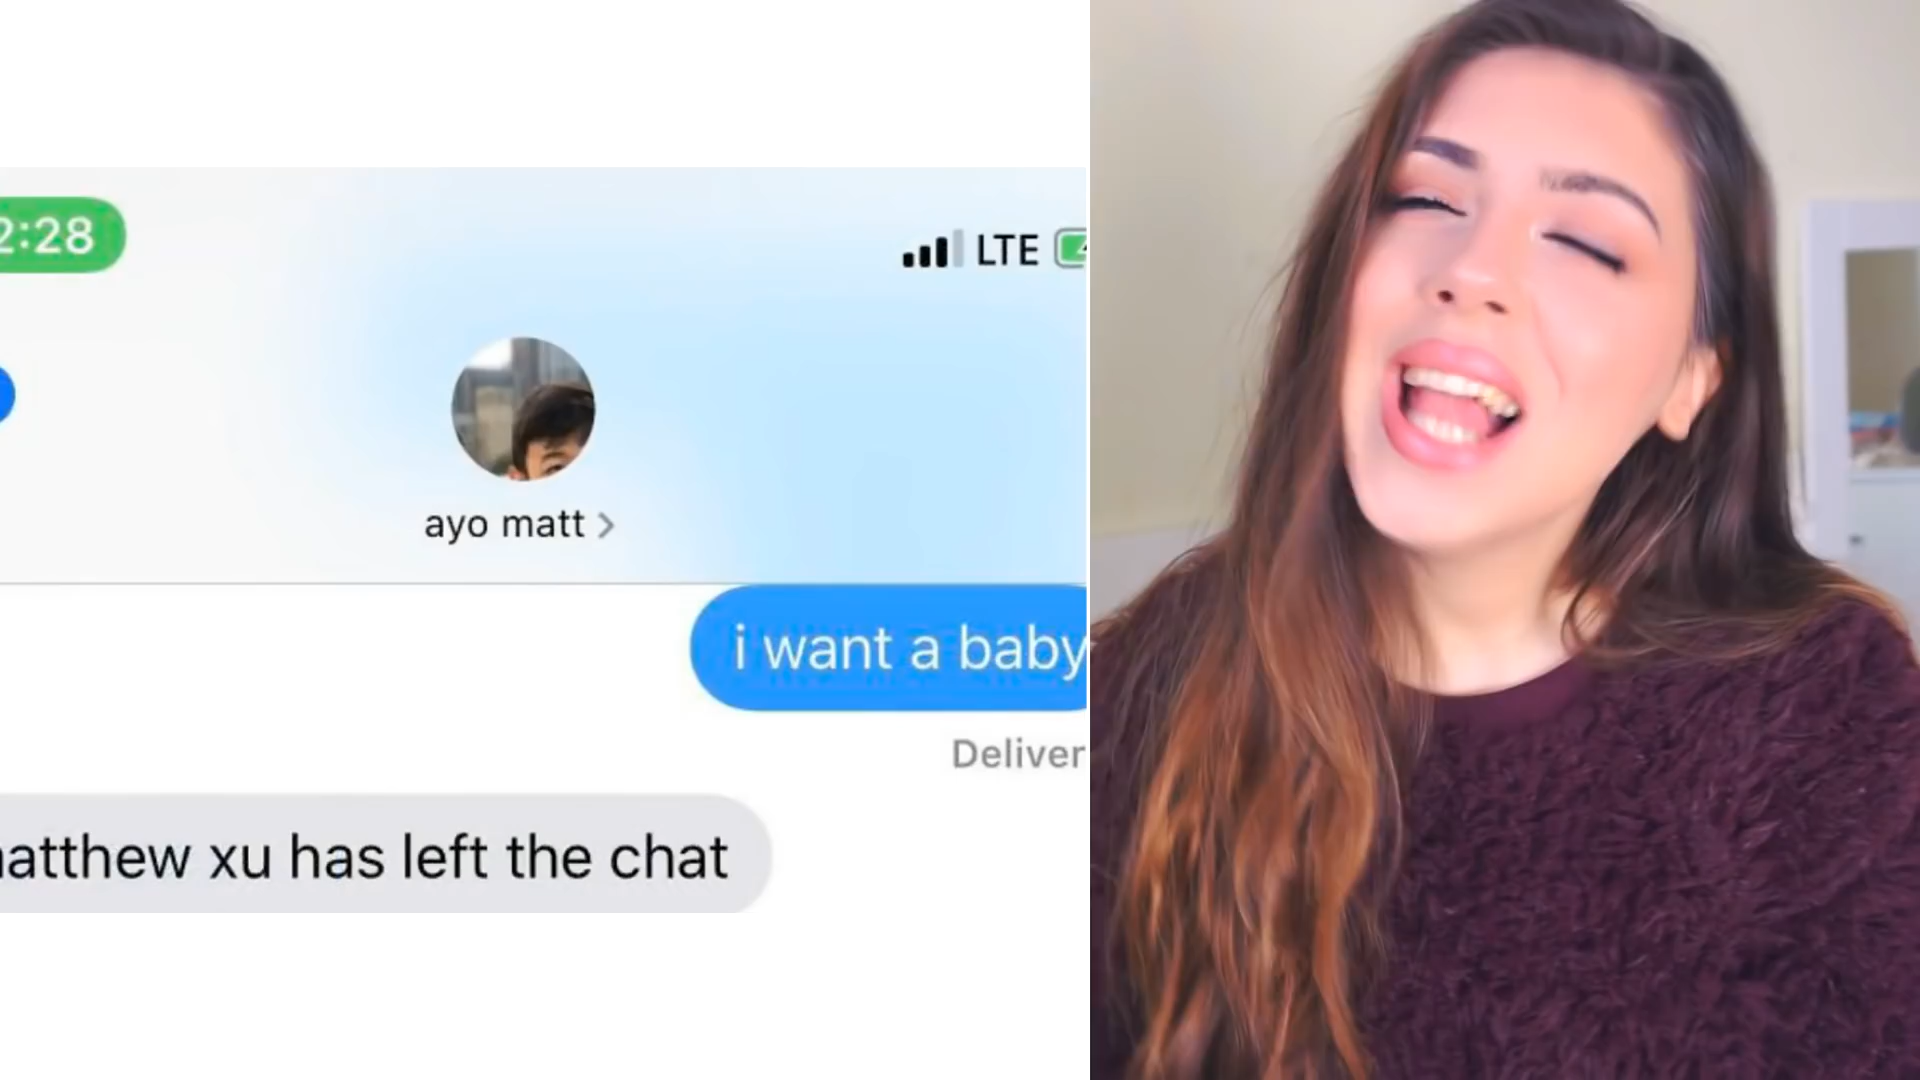 2:28
LTE
ayo matt >
i want a baby
Deliver
atthew xu has left the chat